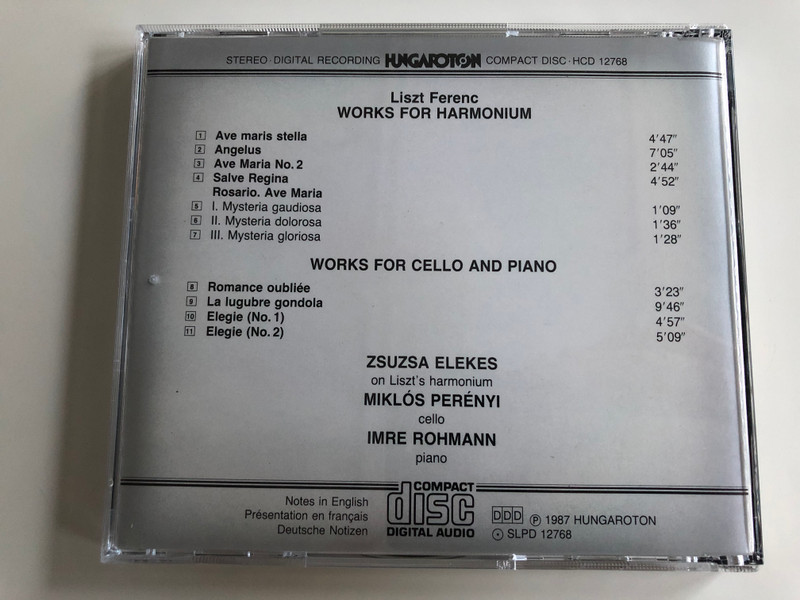 STEREO · DIGITAL RECORDING HUNGAROTON COMPACT DISC · HCD 12768
Liszt Ferenc
WORKS FOR HARMONIUM
1 Ave maris stella 4'47"
2 Angelus 7'05"
3 Ave Maria No. 2 2'44"
4 Salve Regina 4'52"
Rosario. Ave Maria
5 I. Mysteria gaudiosa 1'09"
6 II. Mysteria dolorosa 1'36"
7 III. Mysteria gloriosa 1'28"
WORKS FOR CELLO AND PIANO
8 Romance oubliée 3'23"
9 La lugubre gondola 9'46"
10 Elegie (No. 1) 4'57"
11 Elegie (No. 2) 5'09"
ZSUZSA ELEKES
on Liszt's harmonium
MIKLÓS PERÉNYI
cello
IMRE ROHMANN
piano
Notes in English
Présentation en français
Deutsche Notizen
COMPACT
disc
DIGITAL AUDIO
DDD ℗ 1987 HUNGAROTON
SLPD 12768